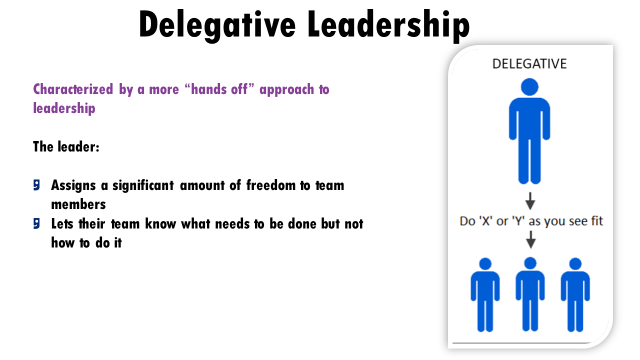 Delegative Leadership
Characterized by a more “hands off” approach to
leadership
The leader:
Assigns a significant amount of freedom to team
members
Lets their team know what needs to be done but not
how to do it
DELEGATIVE
Do 'X' or 'Y' as you see fit